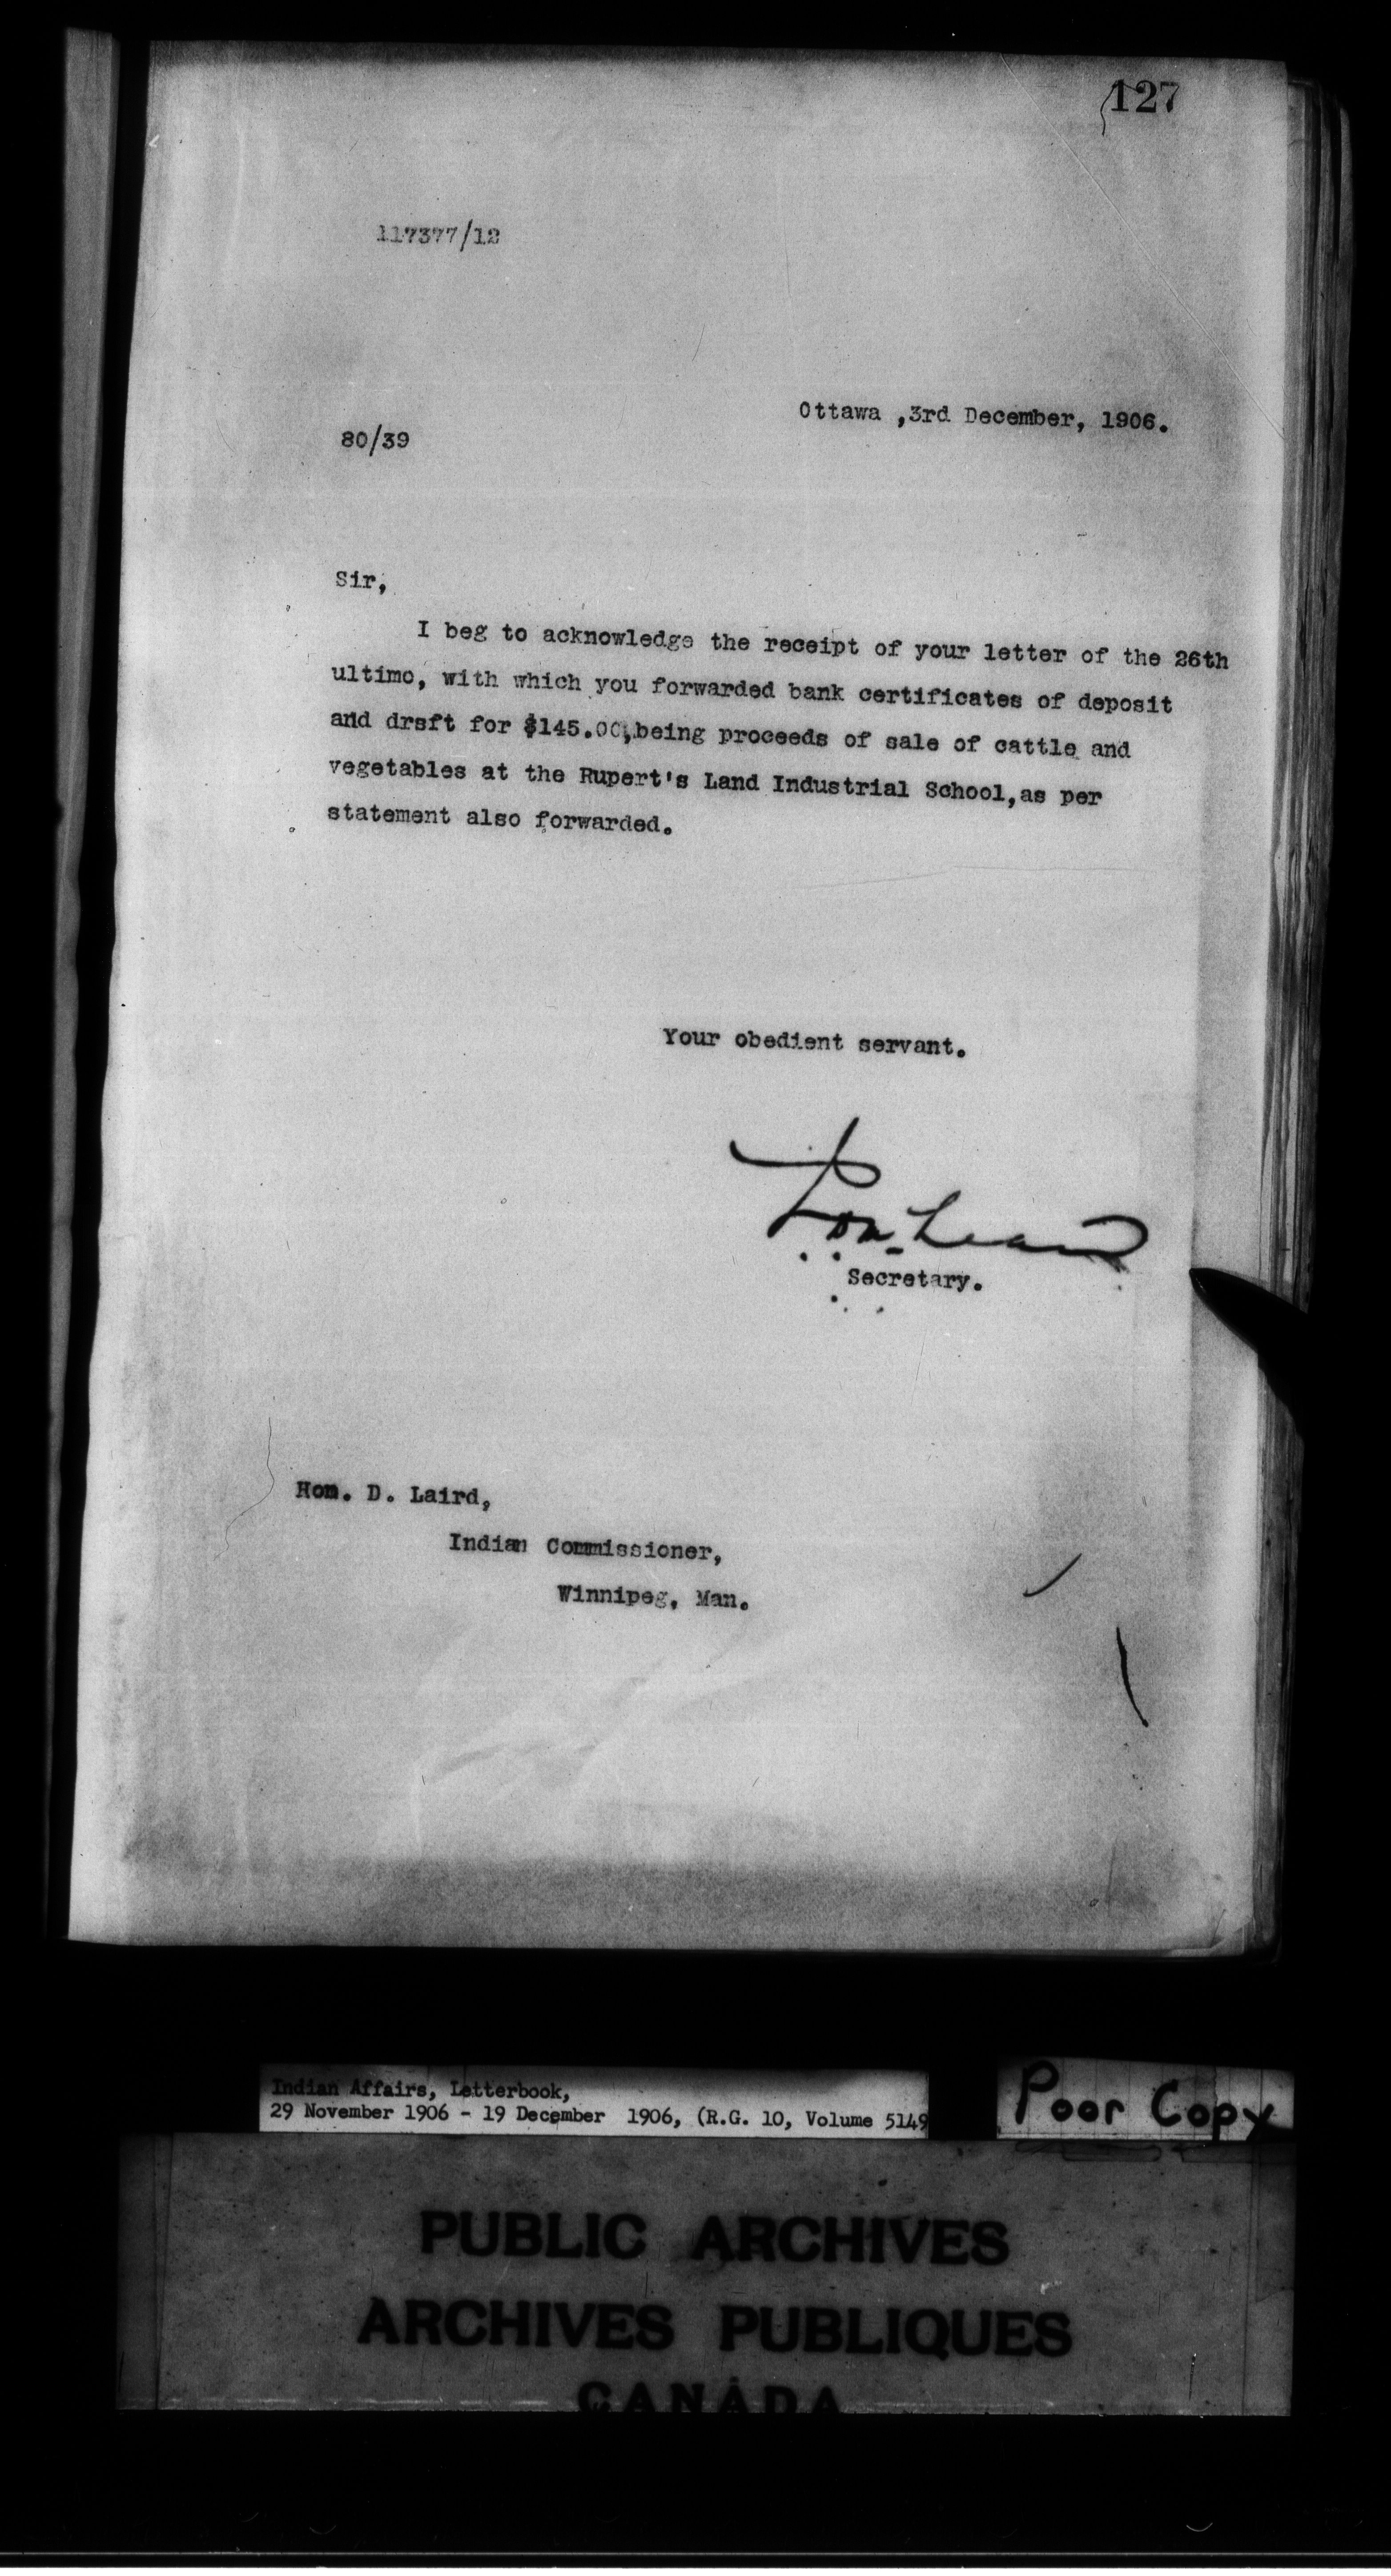 127
117377/12
Ottawa ,3rd December, 1906.
80/39
Sir,
I beg to acknowledge the receipt of your letter of the 26th
ultimo, with which you forwarded bank certificates of deposit
and draft for $145.00,being proceeds of sale of cattle and
vegetables at the Rupert's Land Industrial School,as per
statement also forwarded.
Your obedient servant.
Secretary.
Hon. D. Laird,
Indian Commissioner,
Winnipeg, Man.
Indian Affairs, Letterbook,
29 November 1906 - 19 December 1906, (R.G. 10, Volume 5149
Poor Copy
PUBLIC ARCHIVES
ARCHIVES PUBLIQUES
CANADA